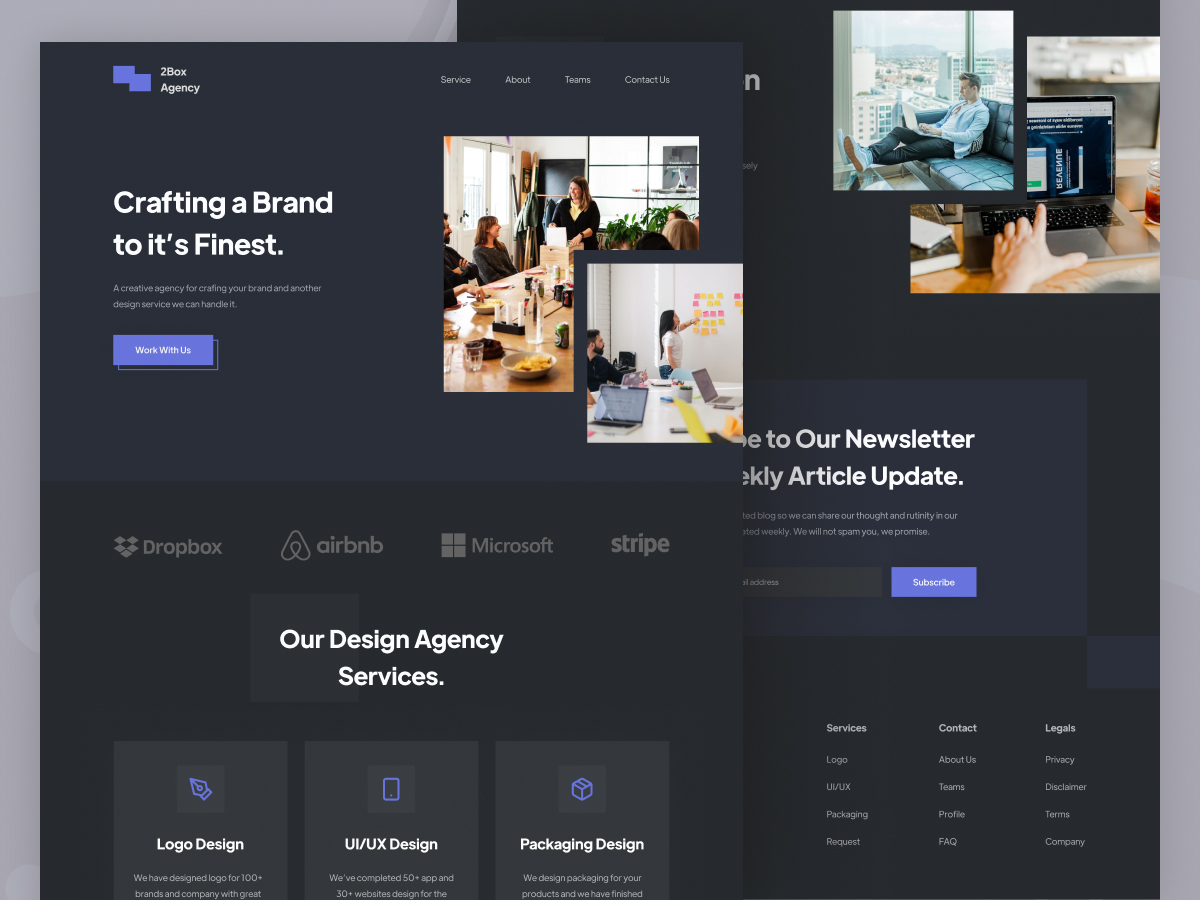 2Box
Agency
Service
About
Teams
Contact Us
Crafting a Brand
to it's Finest.
A creative agency for crafing your brand and another
design service we can handle it.
Work With Us
Dropbox
airbnb
Microsoft
stripe
Our Design Agency
Services.
Logo Design
We have designed logo for 100+
brands and company with great
UI/UX Design
We've completed 50+ app and
30+ websites design for the
Packaging Design
We design packaging for your
products and we have finished
REVENUE
to Our Newsletter
Article Update.
blog so we can share our thought and rutinity in our
weekly. We will not spam you, we promise.
address
Subscribe
Services
Logo
UI/UX
Packaging
Request
Contact
About Us
Teams
Profile
FAQ
Legals
Privacy
Disclaimer
Terms
Company